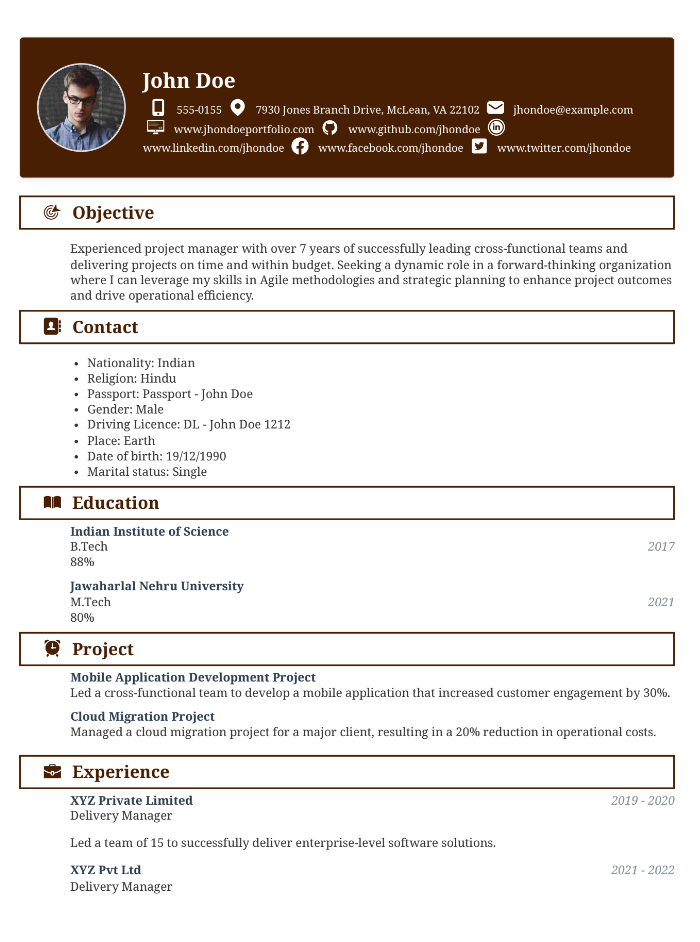 John Doe
555-0155 7930 Jones Branch Drive, McLean, VA 22102 jhondoe@example.com
www.jhondoeportfolio.com www.github.com/jhondoe
www.linkedin.com/jhondoe www.facebook.com/jhondoe www.twitter.com/jhondoe
Objective
Experienced project manager with over 7 years of successfully leading cross-functional teams and
delivering projects on time and within budget. Seeking a dynamic role in a forward-thinking organization
where I can leverage my skills in Agile methodologies and strategic planning to enhance project outcomes
and drive operational efficiency.
Contact
• Nationality: Indian
• Religion: Hindu
• Passport: Passport - John Doe
• Gender: Male
• Driving Licence: DL - John Doe 1212
• Place: Earth
• Date of birth: 19/12/1990
• Marital status: Single
Education
Indian Institute of Science
B.Tech 2017
88%
Jawaharlal Nehru University
M.Tech 2021
80%
Project
Mobile Application Development Project
Led a cross-functional team to develop a mobile application that increased customer engagement by 30%.
Cloud Migration Project
Managed a cloud migration project for a major client, resulting in a 20% reduction in operational costs.
Experience
XYZ Private Limited 2019 - 2020
Delivery Manager
Led a team of 15 to successfully deliver enterprise-level software solutions.
XYZ Pvt Ltd 2021 - 2022
Delivery Manager